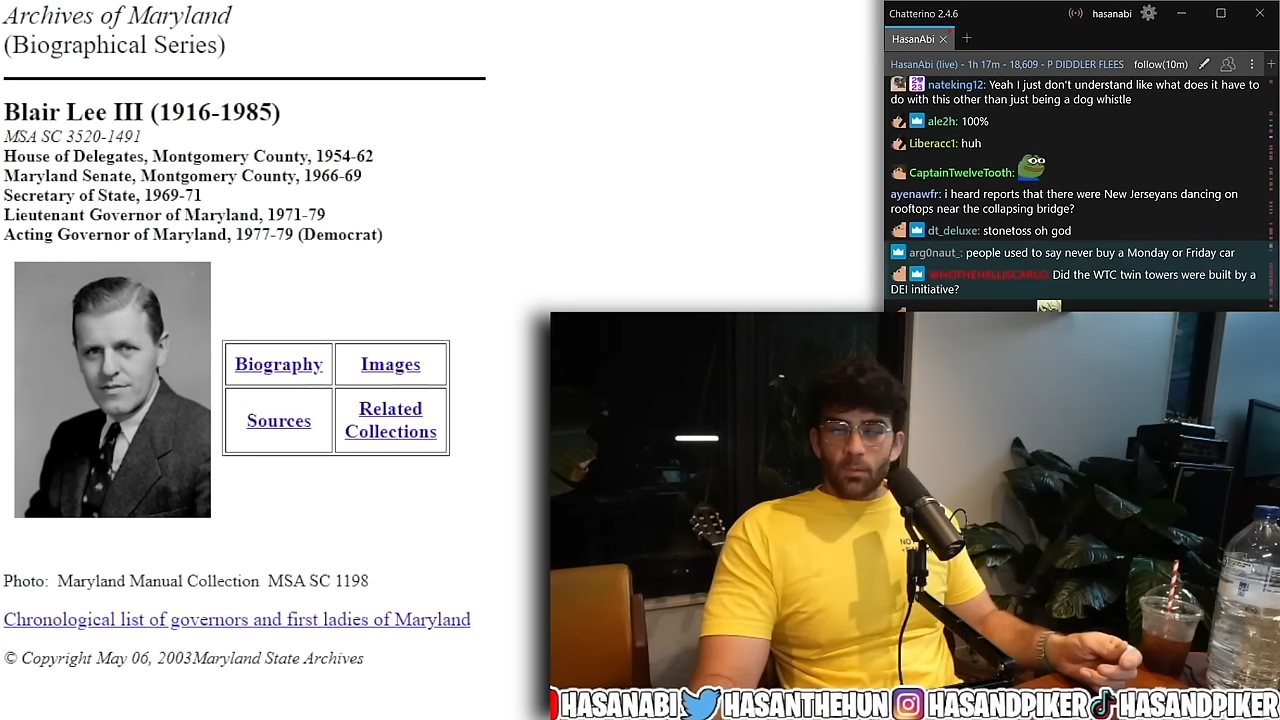 Archives of Maryland
(Biographical Series)
Blair Lee III (1916-1985)
MSA SC 3520-1491
House of Delegates, Montgomery County, 1954-62
Maryland Senate, Montgomery County, 1966-69
Secretary of State, 1969-71
Lieutenant Governor of Maryland, 1971-79
Acting Governor of Maryland, 1977-79 (Democrat)
Biography
Images
Sources
Related
Collections
Photo: Maryland Manual Collection MSA SC 1198
Chronological list of governors and first ladies of Maryland
© Copyright May 06, 2003Maryland State Archives
Chatterino 2.4.6
hasanabi
HasanAbi
HasanAbi (live) - 1h 17m - 18,609 - P DIDDLER FLEES
follow(10m)
nateking12: Yeah I just don't understand like what does it have to
do with this other than just being a dog whistle
ale2h: 100%
Liberacc1: huh
CaptainTwelveTooth:
ayenawfr: i heard reports that there were New Jerseyans dancing on
rooftops near the collapsing bridge?
dt_deluxe: stonetoss oh god
arg0naut_: people used to say never buy a Monday or Friday car
WHOTHEHELLISCARLO: Did the WTC twin towers were built by a
DEI initiative?
HASANABI
HASANTHEHUN
HASANDPIKER
HASANDPIKER